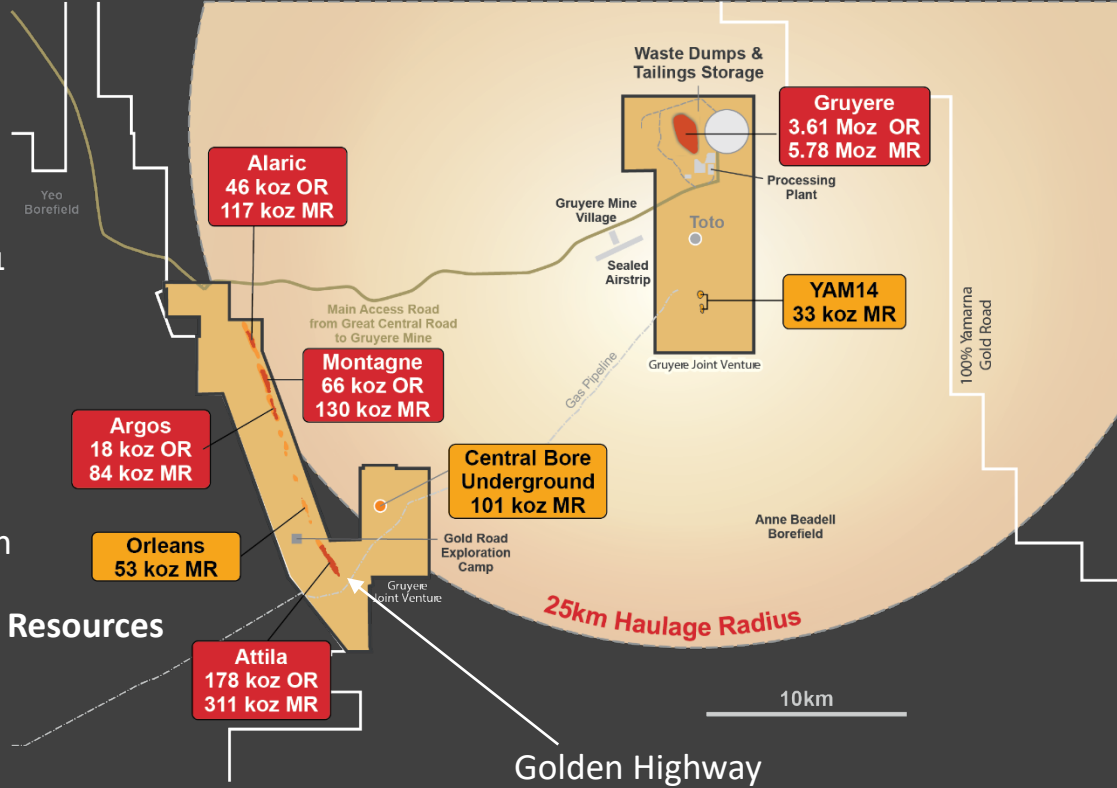 Waste Dumps &
Tailings Storage
Gruyere
3.61 Moz OR
5.78 Moz MR
Alaric
46 koz OR
117 koz MR
Processing
Plant
Yeo
Borefield
Gruyere Mine
Village
Toto
Sealed
Airstrip
YAM14
33 koz MR
Main Access Road
from Great Central Road
to Gruyere Mine
100% Yamarna
Gold Road
Montagne
66 koz OR
130 koz MR
Gruyere Joint Venture
Gas Pipeline
Argos
18 koz OR
84 koz MR
Central Bore
Underground
101 koz MR
Anne Beadell
Borefield
Orleans
53 koz MR
Gold Road
Exploration
Camp
Gruyere
Joint Venture
25km Haulage Radius
Resources
Attila
178 koz OR
311 koz MR
10km
Golden Highway